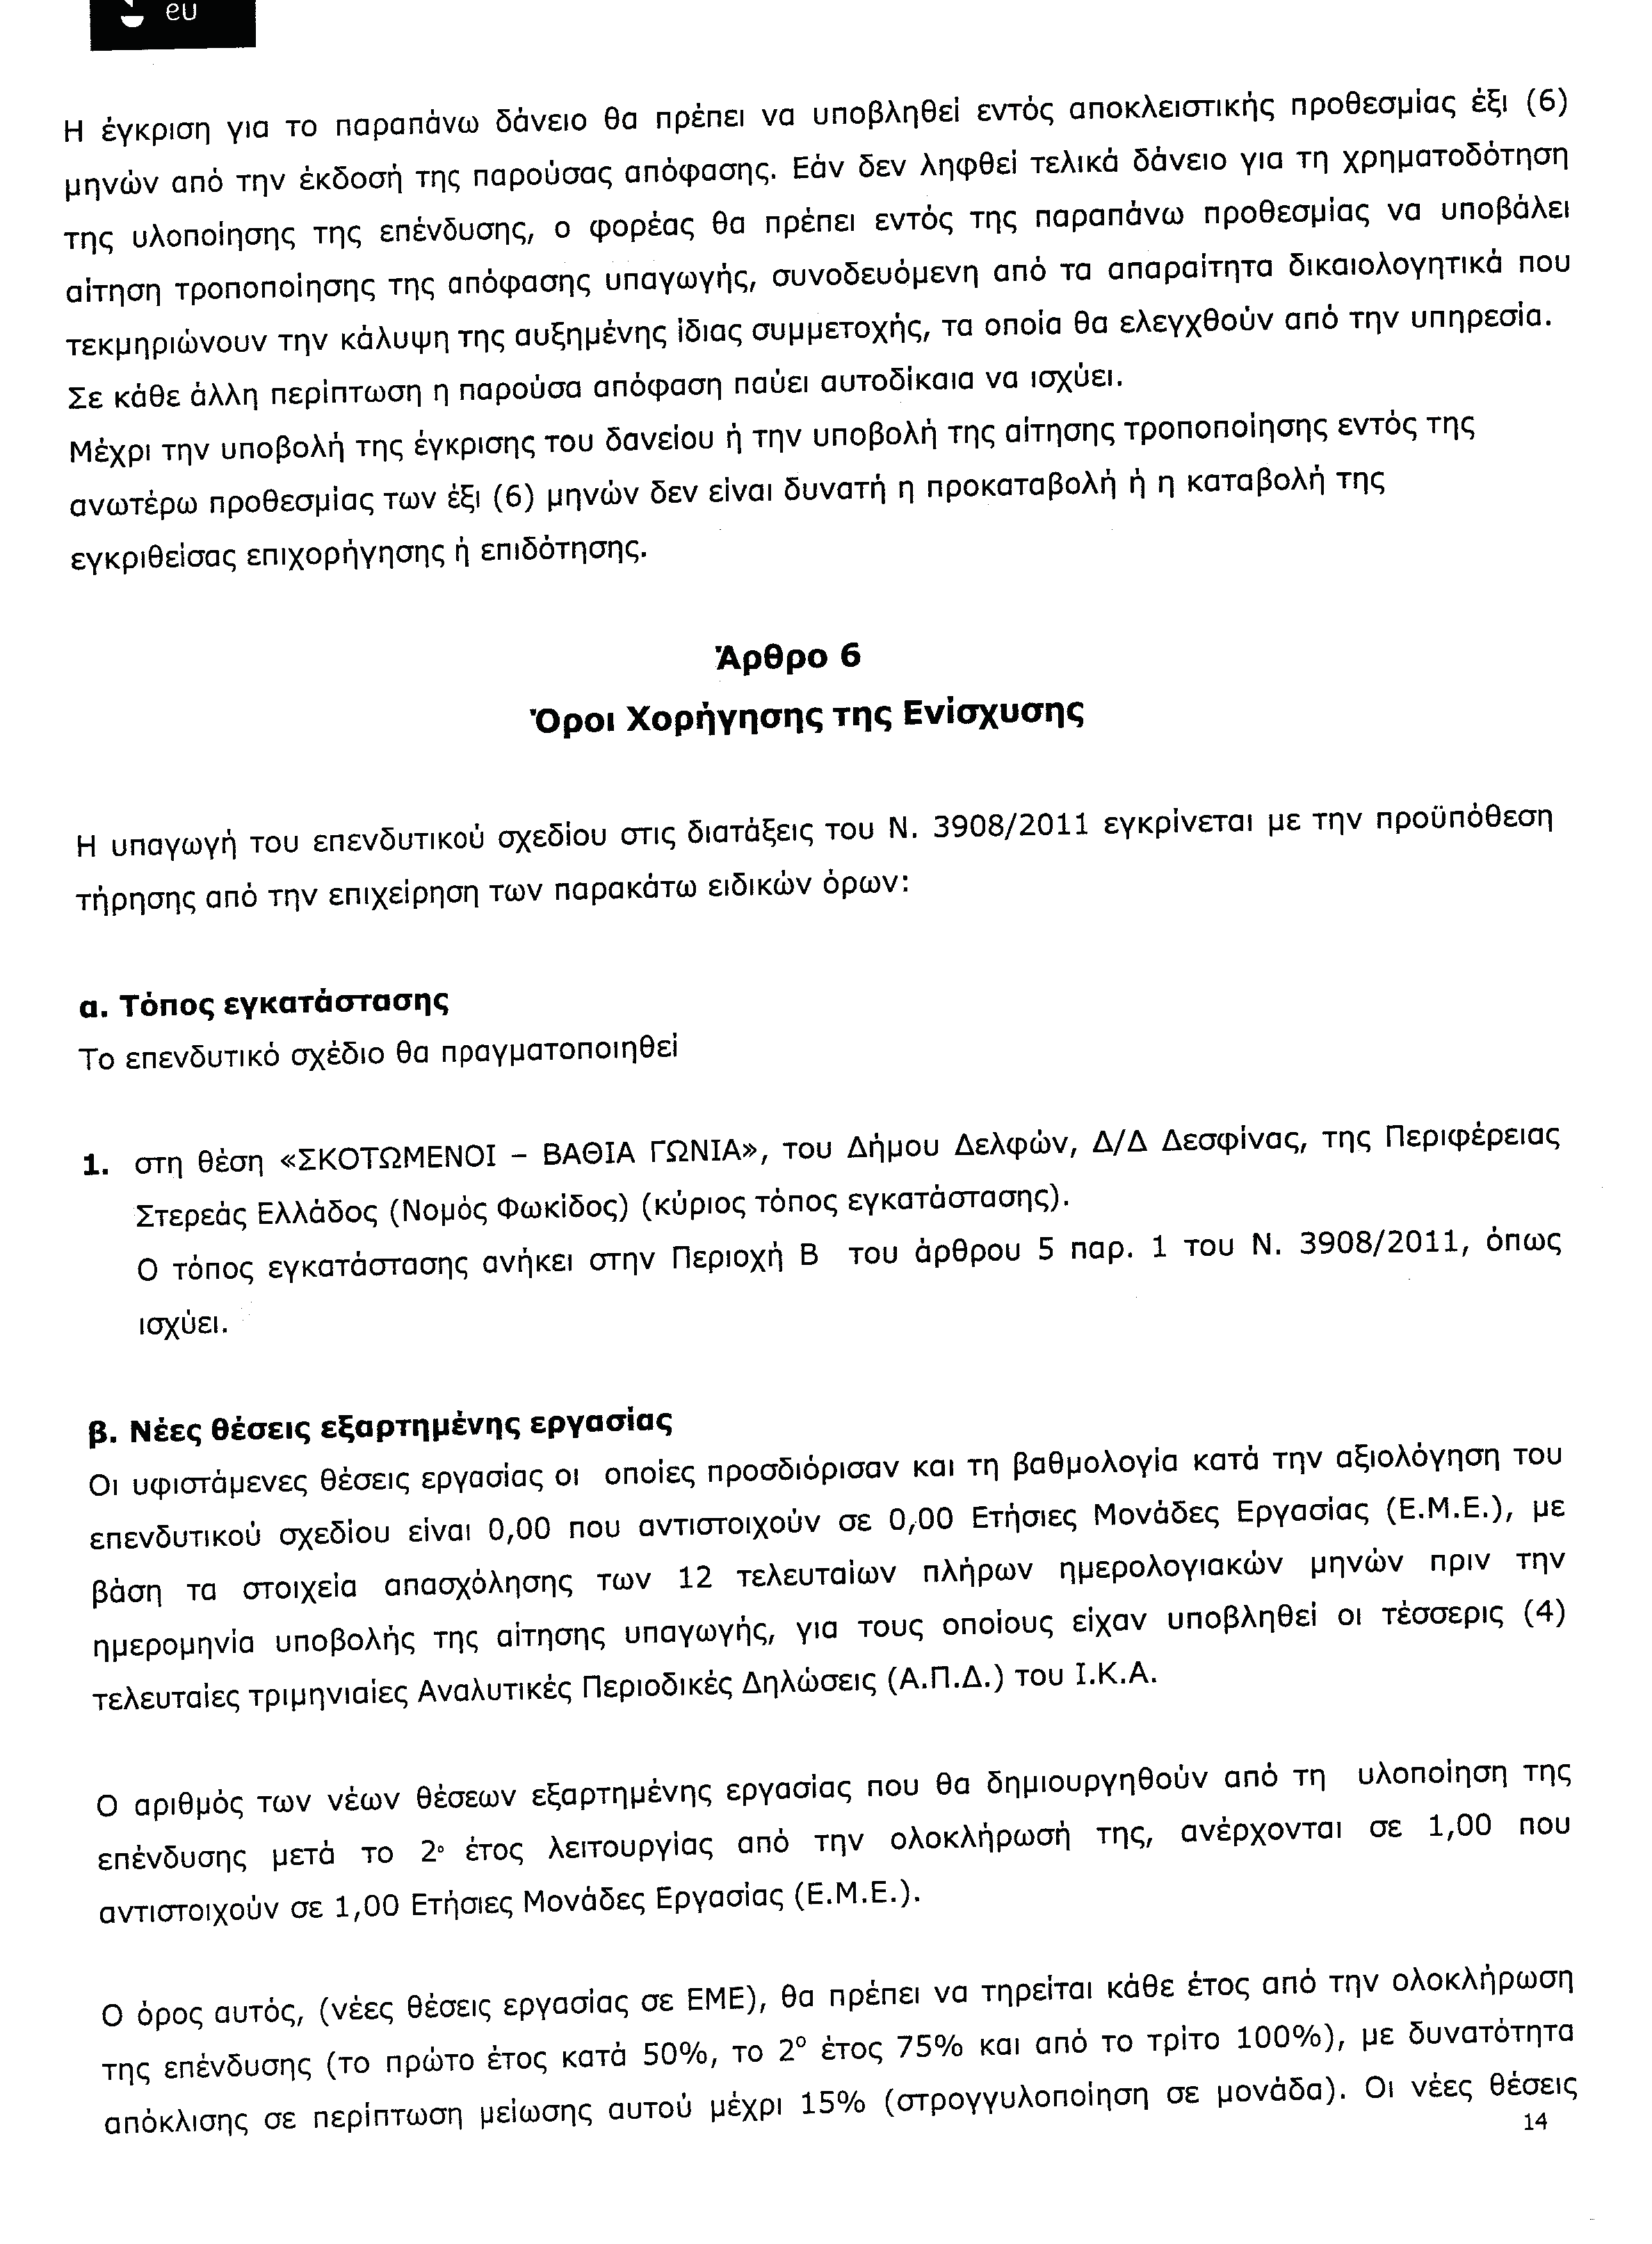 eu
Η έγκριση για το παραπάνω δάνειο θα πρέπει να υποβληθεί εντός αποκλειστικής προθεσμίας έξι (6)
μηνών από την έκδοσή της παρούσας απόφασης. Εάν δεν ληφθεί τελικά δάνειο για τη χρηματοδότηση
της υλοποίησης της επένδυσης, ο φορέας θα πρέπει εντός της παραπάνω προθεσμίας να υποβάλει
αίτηση τροποποίησης της απόφασης υπαγωγής, συνοδευόμενη από τα απαραίτητα δικαιολογητικά που
τεκμηριώνουν την κάλυψη της αυξημένης ίδιας συμμετοχής, τα οποία θα ελεγχθούν από την υπηρεσία.
Σε κάθε άλλη περίπτωση η παρούσα απόφαση παύει αυτοδίκαια να ισχύει.
Μέχρι την υποβολή της έγκρισης του δανείου ή την υποβολή της αίτησης τροποποίησης εντός της
ανωτέρω προθεσμίας των έξι (6) μηνών δεν είναι δυνατή η προκαταβολή ή η καταβολή της
εγκριθείσας επιχορήγησης ή επιδότησης.
Άρθρο 6
Όροι Χορήγησης της Ενίσχυσης
Η υπαγωγή του επενδυτικού σχεδίου στις διατάξεις του Ν. 3908/2011 εγκρίνεται με την προϋπόθεση
τήρησης από την επιχείρηση των παρακάτω ειδικών όρων:
α. Τόπος εγκατάστασης
Το επενδυτικό σχέδιο θα πραγματοποιηθεί
1. στη θέση «ΣΚΟΤΩΜΕΝΟΙ – ΒΑΘΙΑ ΓΩΝΙΑ», του Δήμου Δελφών, Δ/Δ Δεσφίνας, της Περιφέρειας
Στερεάς Ελλάδος (Νομός Φωκίδος) (κύριος τόπος εγκατάστασης).
Ο τόπος εγκατάστασης ανήκει στην Περιοχή Β του άρθρου 5 παρ. 1 του Ν. 3908/2011, όπως
ισχύει.
β. Νέες θέσεις εξαρτημένης εργασίας
Οι υφιστάμενες θέσεις εργασίας οι οποίες προσδιόρισαν και τη βαθμολογία κατά την αξιολόγηση του
επενδυτικού σχεδίου είναι 0,00 που αντιστοιχούν σε 0,00 Ετήσιες Μονάδες Εργασίας (Ε.Μ.Ε.), με
βάση τα στοιχεία απασχόλησης των 12 τελευταίων πλήρων ημερολογιακών μηνών πριν την
ημερομηνία υποβολής της αίτησης υπαγωγής, για τους οποίους είχαν υποβληθεί οι τέσσερις (4)
τελευταίες τριμηνιαίες Αναλυτικές Περιοδικές Δηλώσεις (Α.Π.Δ.) του Ι.Κ.Α.
Ο αριθμός των νέων θέσεων εξαρτημένης εργασίας που θα δημιουργηθούν από τη υλοποίηση της
επένδυσης μετά το 2ο έτος λειτουργίας από την ολοκλήρωσή της, ανέρχονται σε 1,00 που
αντιστοιχούν σε 1,00 Ετήσιες Μονάδες Εργασίας (Ε.Μ.Ε.).
Ο όρος αυτός, (νέες θέσεις εργασίας σε ΕΜΕ), θα πρέπει να τηρείται κάθε έτος από την ολοκλήρωση
της επένδυσης (το πρώτο έτος κατά 50%, το 2ο έτος 75% και από το τρίτο 100%), με δυνατότητα
απόκλισης σε περίπτωση μείωσης αυτού μέχρι 15% (στρογγυλοποίηση σε μονάδα). Οι νέες θέσεις
14